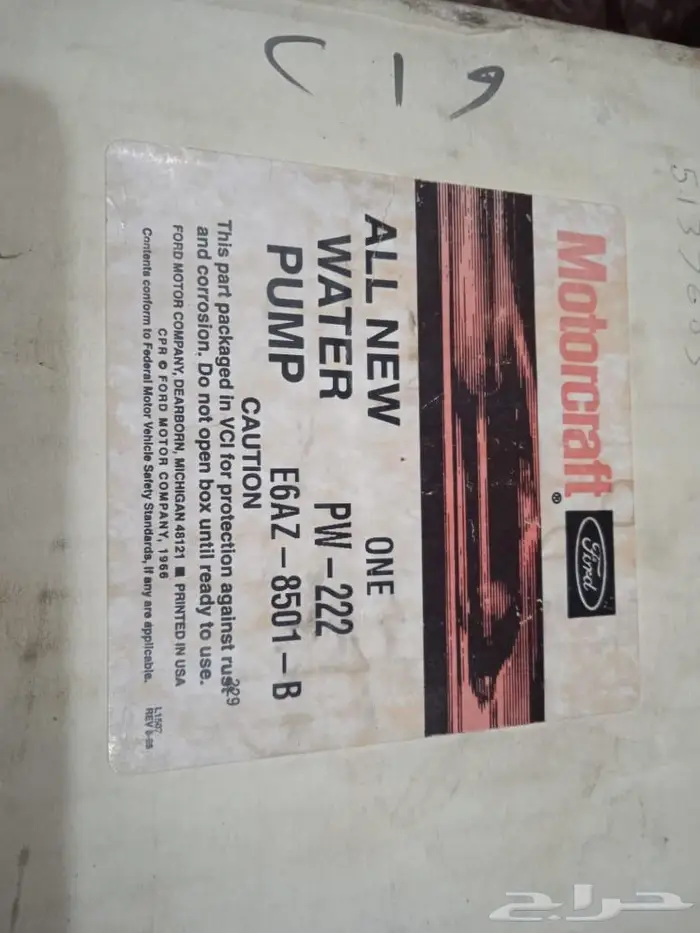 Motorcraft®
Ford
ALL NEW
WATER
PUMP
ONE
PW-222
E6AZ-8501-B
CAUTION
This part packaged in VCI for protection against rust
and corrosion. Do not open box until ready to use.
229
FORD MOTOR COMPANY, DEARBORN, MICHIGAN 48121 ■ PRINTED IN USA
CPR © FORD MOTOR COMPANY, 1966
Contents conform to Federal Motor Vehicle Safety Standards, if any are applicable.
L1507
حراج